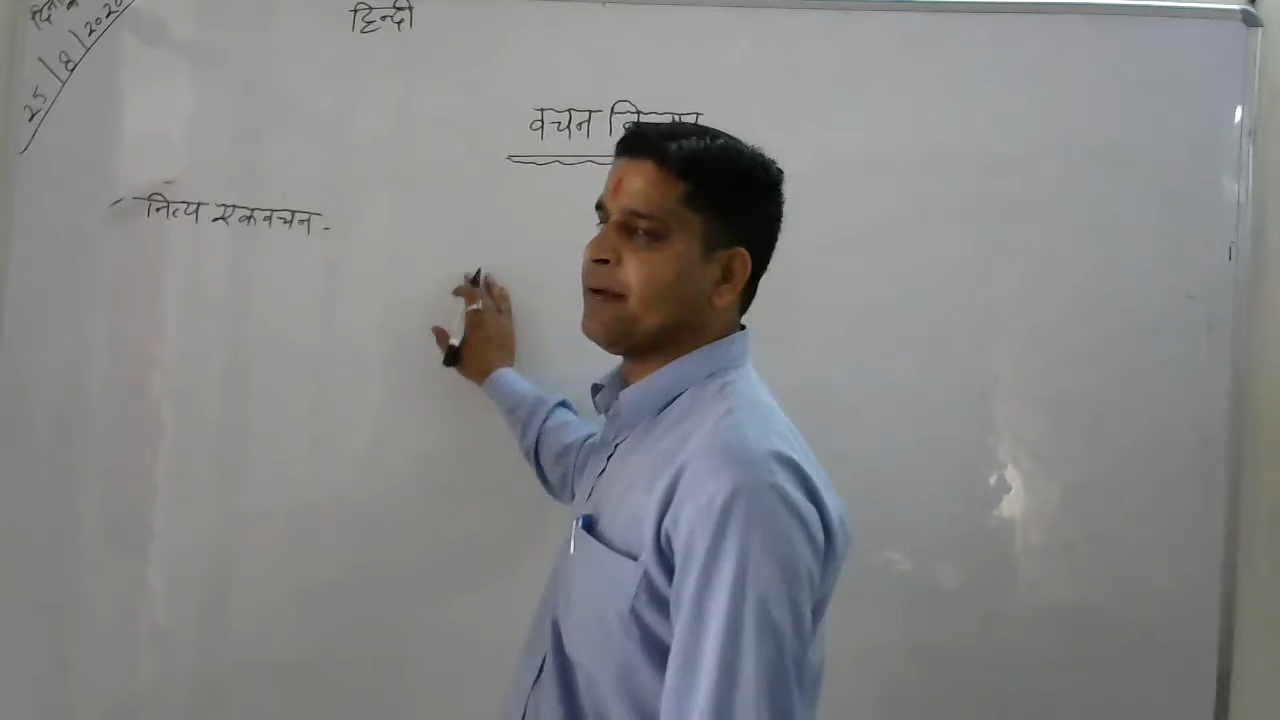 दिनांक
25/8/2020
हिन्दी
वचन
नित्य एकवचन -